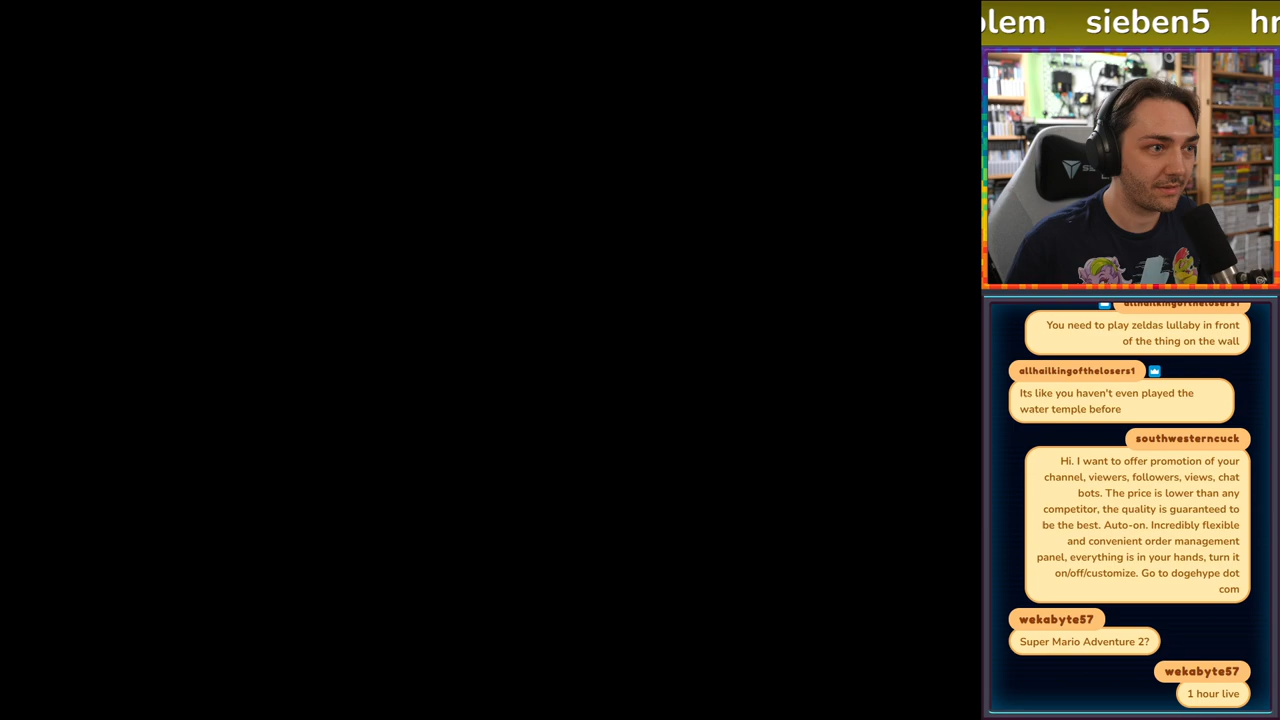 olem sieben5 hr
allhailkingofthelosers1
You need to play zeldas lullaby in front
of the thing on the wall
allhailkingofthelosers1
Its like you haven't even played the
water temple before
southwesterncuck
Hi. I want to offer promotion of your
channel, viewers, followers, views, chat
bots. The price is lower than any
competitor, the quality is guaranteed to
be the best. Auto-on. Incredibly flexible
and convenient order management
panel, everything is in your hands, turn it
on/off/customize. Go to dogehype dot
com
wekabyte57
Super Mario Adventure 2?
wekabyte57
1 hour live